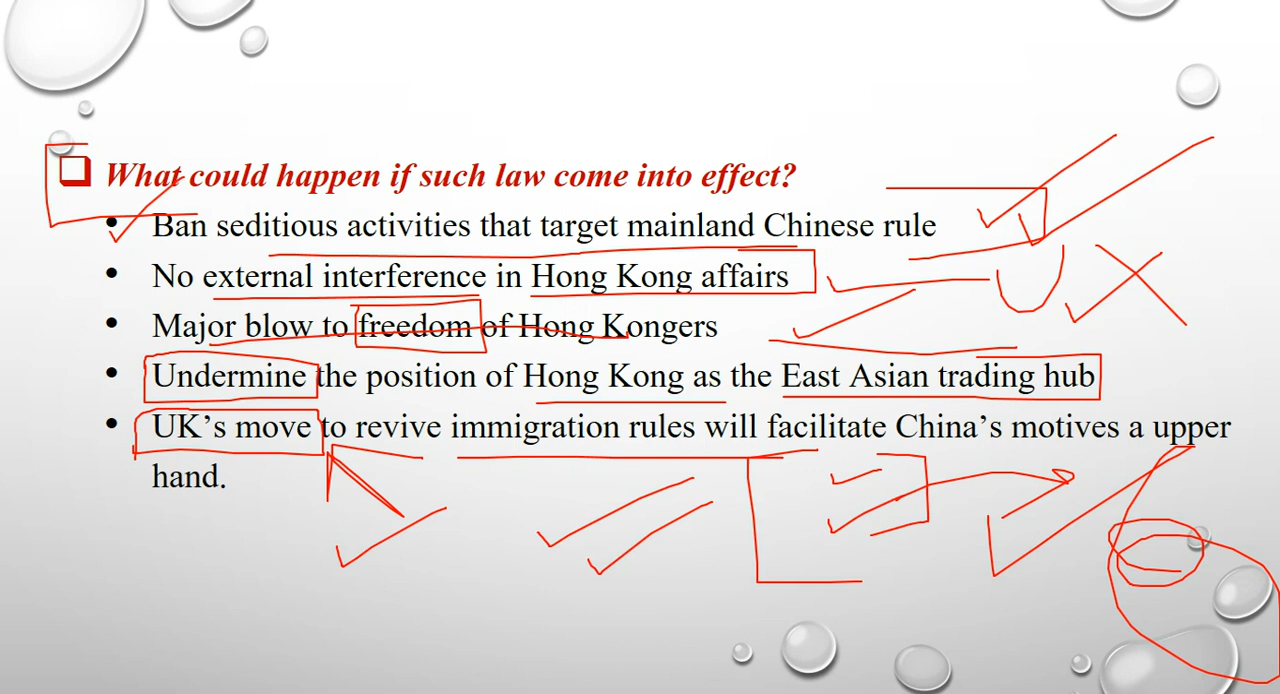 What could happen if such law come into effect?
• Ban seditious activities that target mainland Chinese rule
• No external interference in Hong Kong affairs
• Major blow to freedom of Hong Kongers
• Undermine the position of Hong Kong as the East Asian trading hub
• UK's move to revive immigration rules will facilitate China's motives a upper
hand.